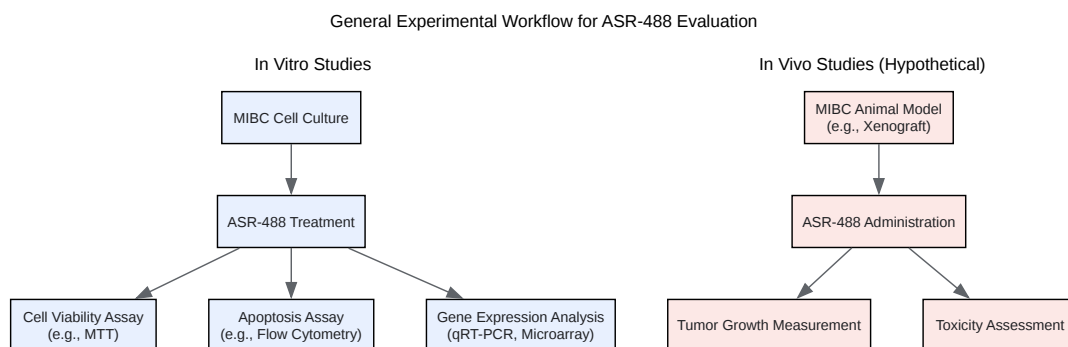 General Experimental Workflow for ASR-488 Evaluation
In Vitro Studies
MIBC Cell Culture
ASR-488 Treatment
Cell Viability Assay
(e.g., MTT)
Apoptosis Assay
(e.g., Flow Cytometry)
Gene Expression Analysis
(qRT-PCR, Microarray)
In Vivo Studies (Hypothetical)
MIBC Animal Model
(e.g., Xenograft)
ASR-488 Administration
Tumor Growth Measurement
Toxicity Assessment